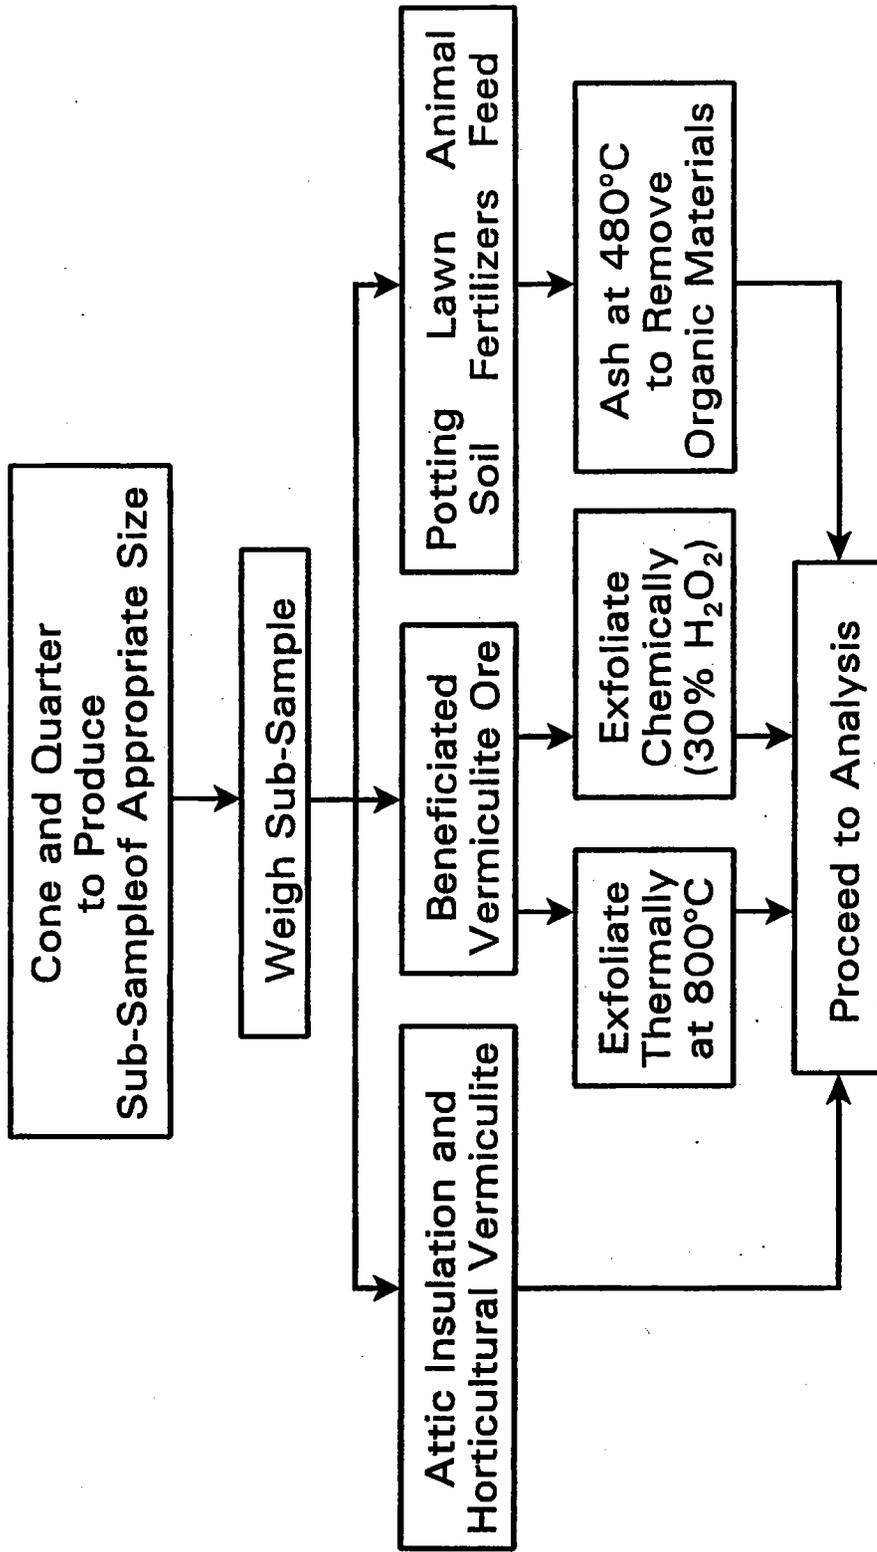 Cone and Quarter
to Produce
Sub-Sampleof Appropriate Size
Weigh Sub-Sample
Attic Insulation and
Horticultural Vermiculite
Beneficiated
Vermiculite Ore
Potting Lawn Animal
Soil Fertilizers Feed
Exfoliate
Thermally
at 800°C
Exfoliate
Chemically
(30% H₂O₂)
Ash at 480°C
to Remove
Organic Materials
Proceed to Analysis